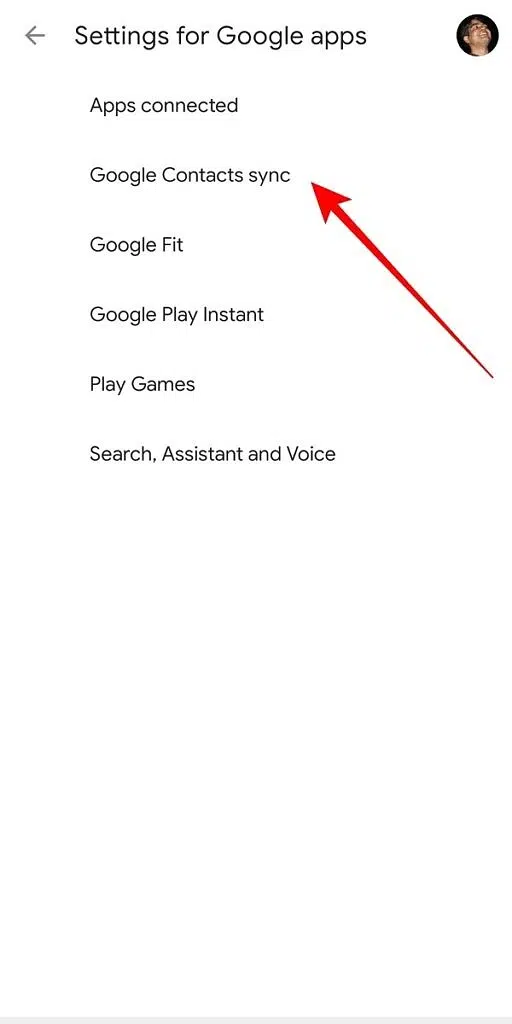 Settings for Google apps
Apps connected
Google Contacts sync
Google Fit
Google Play Instant
Play Games
Search, Assistant and Voice